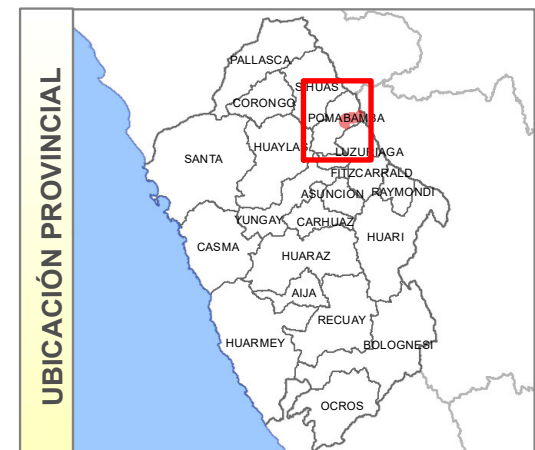 UBICACIÓN PROVINCIAL
PALLASCA
SIHUAS
CORONGO
POMABAMBA
SANTA
HUAYLAS
LUZURIAGA
FITZCARRALD
ASUNCIÓN
RAYMONDI
YUNGAY
CARHUAZ
CASMA
HUARI
HUARAZ
AIJA
RECUAY
HUARMEY
BOLOGNESI
OCROS